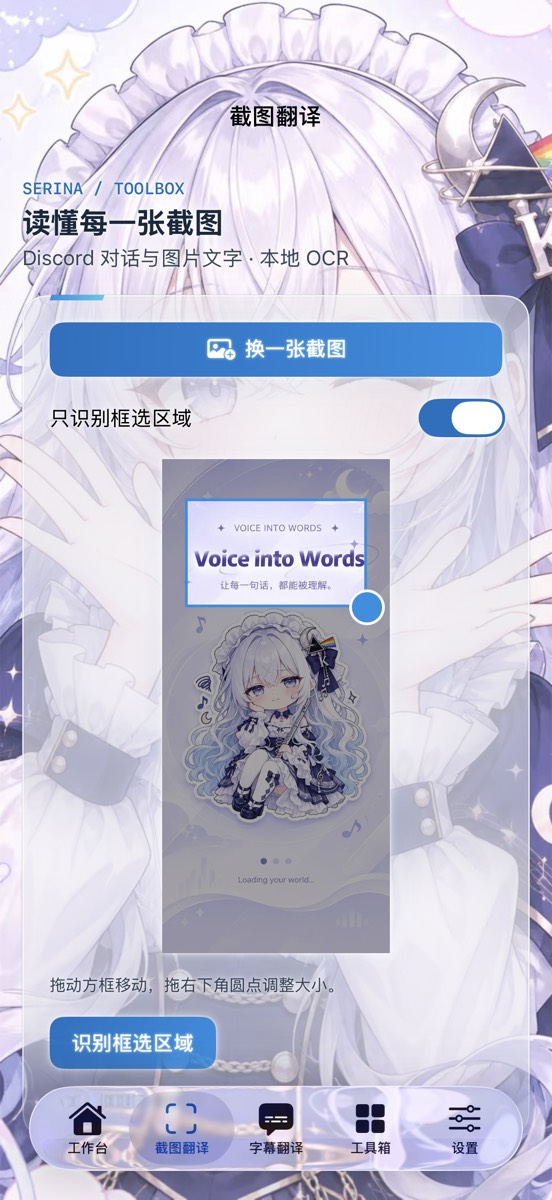 截图翻译
SERINA / TOOLBOX
读懂每一张截图
Discord 对话与图片文字 · 本地 OCR
换一张截图
只识别框选区域
VOICE INTO WORDS
Voice into Words
让每一句话，都能被理解。
K
Loading your world...
拖动方框移动，拖右下角圆点调整大小。
识别框选区域
工作台
截图翻译
字幕翻译
工具箱
设置